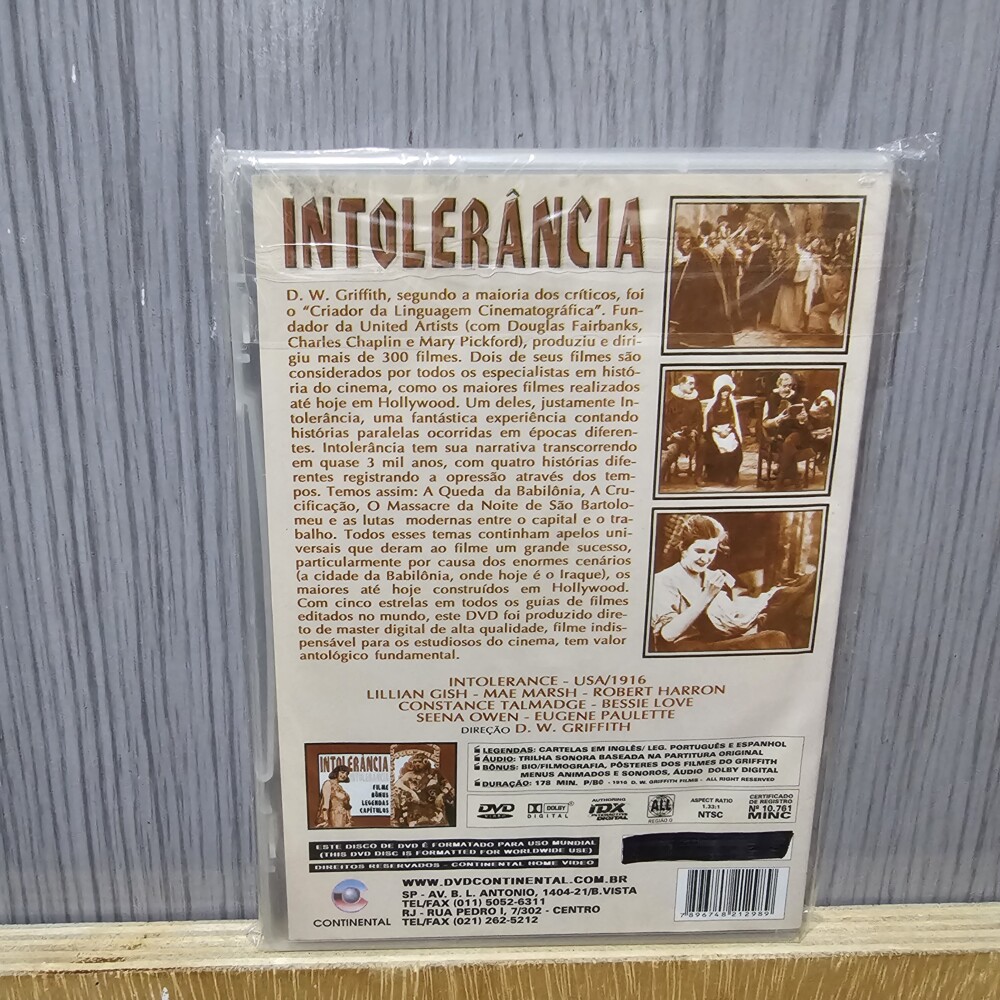 INTOLERÂNCIA
D. W. Griffith, segundo a maioria dos críticos, foi
o "Criador da Linguagem Cinematográfica". Fun-
dador da United Artists (com Douglas Fairbanks,
Charles Chaplin e Mary Pickford), produziu e diri-
giu mais de 300 filmes. Dois de seus filmes são
considerados por todos os especialistas em histó-
ria do cinema, como os maiores filmes realizados
até hoje em Hollywood. Um deles, justamente In-
tolerância, uma fantástica experiência contando
histórias paralelas ocorridas em épocas diferen-
tes. Intolerância tem sua narrativa transcorrendo
em quase 3 mil anos, com quatro histórias dife-
rentes registrando a opressão através dos tem-
pos. Temos assim: A Queda da Babilônia, A Cru-
cificação, O Massacre da Noite de São Bartolo-
meu e as lutas modernas entre o capital e o tra-
balho. Todos esses temas continham apelos uni-
versais que deram ao filme um grande sucesso,
particularmente por causa dos enormes cenários
(a cidade da Babilônia, onde hoje é o Iraque), os
maiores até hoje construídos em Hollywood.
Com cinco estrelas em todos os guias de filmes
editados no mundo, este DVD foi produzido dire-
to de master digital de alta qualidade, filme indis-
pensável para os estudiosos do cinema, tem valor
antológico fundamental.
INTOLERANCE - USA/1916
LILLIAN GISH - MAE MARSH - ROBERT HARRON
CONSTANCE TALMADGE - BESSIE LOVE
SEENA OWEN - EUGENE PAULETTE
DIREÇÃO D. W. GRIFFITH
INTOLERÂNCIA
FILME
BÔNUS
LEGENDAS
CAPÍTULOS
LEGENDAS: CARTELAS EM INGLÊS/ LEG. PORTUGUÊS E ESPANHOL
ÁUDIO: TRILHA SONORA BASEADA NA PARTITURA ORIGINAL
BÔNUS: BIO/FILMOGRAFIA, PÔSTERES DOS FILMES DO GRIFFITH
MENUS ANIMADOS E SONOROS, ÁUDIO DOLBY DIGITAL
DURAÇÃO: 178 MIN. P/B© - 1916 D. W. GRIFFITH FILMS - ALL RIGHT RESERVED
DVD
VIDEO
DOLBY
DIGITAL
AUTHORING
IDX
INTERACTIVE
DIGITAL
ALL
REGIÃO 0
ASPECT RATIO
1.33:1
NTSC
CERTIFICADO
DE REGISTRO
Nº 10.761
MINC
ESTE DISCO DE DVD É FORMATADO PARA USO MUNDIAL
(THIS DVD DISC IS FORMATTED FOR WORLDWIDE USE)
DIREITOS RESERVADOS - CONTINENTAL HOME VIDEO
CONTINENTAL
WWW.DVDCONTINENTAL.COM.BR
SP - AV. B. L. ANTONIO, 1404-21/B.VISTA
TEL/FAX (011) 5052-6311
RJ - RUA PEDRO I, 7/302 - CENTRO
TEL/FAX (021) 262-5212
7 896748 212989